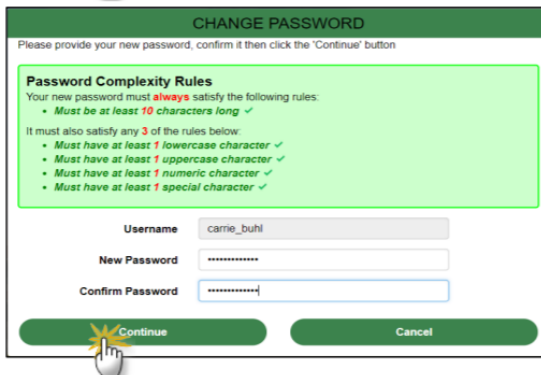 CHANGE PASSWORD
Please provide your new password, confirm it then click the 'Continue' button
Password Complexity Rules
Your new password must always satisfy the following rules:
• Must be at least 10 characters long ✓
It must also satisfy any 3 of the rules below:
• Must have at least 1 lowercase character ✓
• Must have at least 1 uppercase character ✓
• Must have at least 1 numeric character ✓
• Must have at least 1 special character ✓
Username carrie_buhl
New Password •••••••••••••
Confirm Password •••••••••••••
Continue Cancel